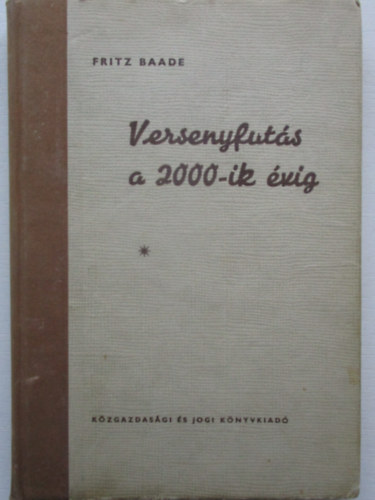 FRITZ BAADE
Versenyfutás
a 2000-ik évig
*
KÖZGAZDASÁGI ÉS JOGI KÖNYVKIADÓ